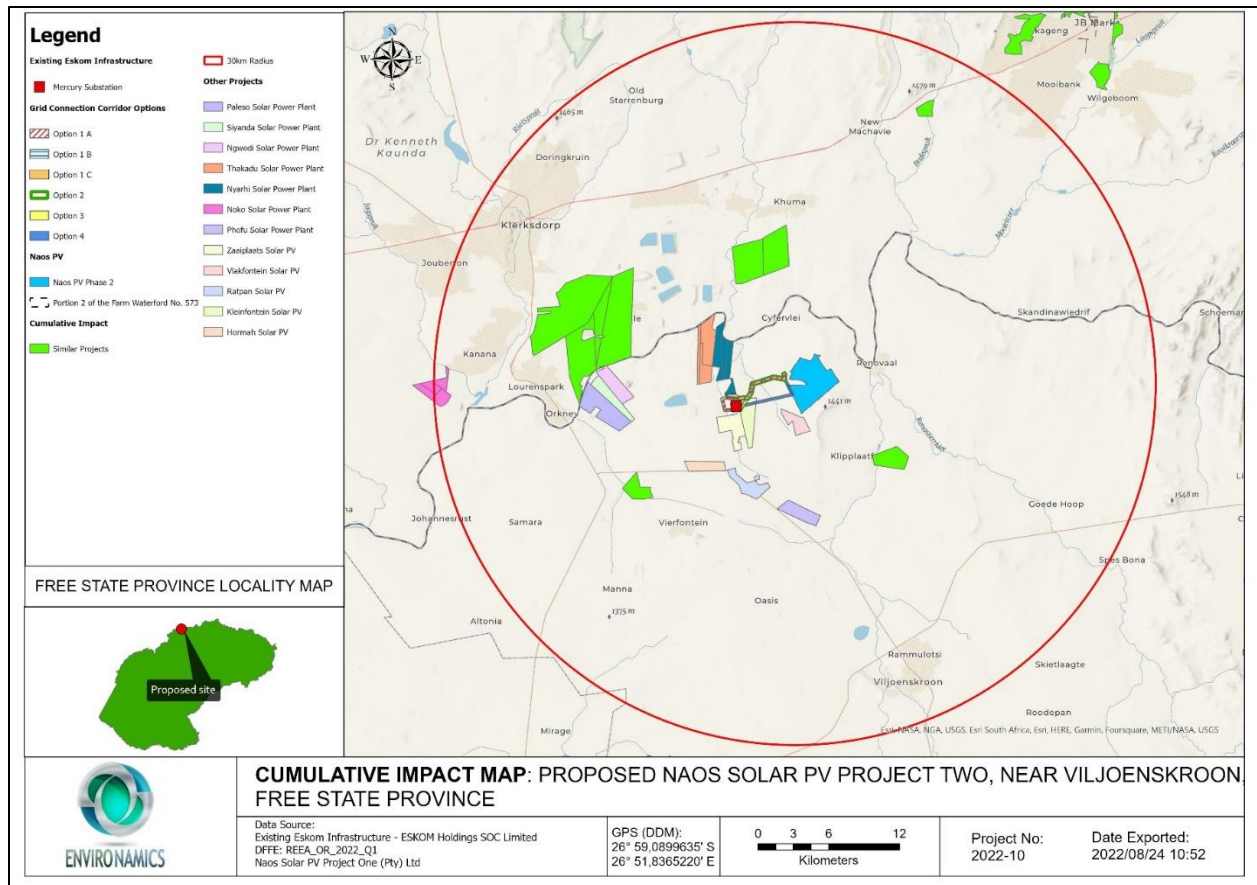 Legend
Existing Eskom Infrastructure
Mercury Substation
Grid Connection Corridor Options
Option 1 A
Option 1 B
Option 1 C
Option 2
Option 3
Option 4
Naos PV
Naos PV Phase 2
Portion 2 of the Farm Waterford No. 573
Cumulative Impact
Similar Projects
30km Radius
Other Projects
Paleso Solar Power Plant
Siyanda Solar Power Plant
Ngwedi Solar Power Plant
Thakadu Solar Power Plant
Nyarhi Solar Power Plant
Noko Solar Power Plant
Phofu Solar Power Plant
Zaaiplaats Solar PV
Vlakfontein Solar PV
Ratpan Solar PV
Kleinfontein Solar PV
Hormah Solar PV
N
W
E
S
JB Mark
kageng
Mooibank
Wilgeboom
Old
Starrenburg
1465 m
1479 m
New
Machavie
Dr Kenneth
Kaunda
Doringkruin
Khuma
Klerksdorp
Jouberton
Skandinawiedrif
Schoeman
Cyfervlei
le
Kanana
Renovaal
Lourenspark
Orkney
1441 m
Renosterrivier
Klipplaatf
1548 m
Goede Hoop
Johannesrust
Samara
Vierfontein
Spes Bona
Manna
Oasis
1375 m
Altonia
Rammulotsi
Skietlaagte
Viljoenskroon
Roodepan
Mirage
Esri, NASA, NGA, USGS, Esri South Africa, Esri, HERE, Garmin, Foursquare, METI/NASA, USGS
FREE STATE PROVINCE LOCALITY MAP
Proposed site
ENVIRONAMICS
CUMULATIVE IMPACT MAP: PROPOSED NAOS SOLAR PV PROJECT TWO, NEAR VILJOENSKROON,
FREE STATE PROVINCE
Data Source:
Existing Eskom Infrastructure - ESKOM Holdings SOC Limited
DFFE: REEA_OR_2022_Q1
Naos Solar PV Project One (Pty) Ltd
GPS (DDM):
26° 59,0899635' S
26° 51,8365220' E
0 3 6 12
Kilometers
Project No:
2022-10
Date Exported:
2022/08/24 10:52